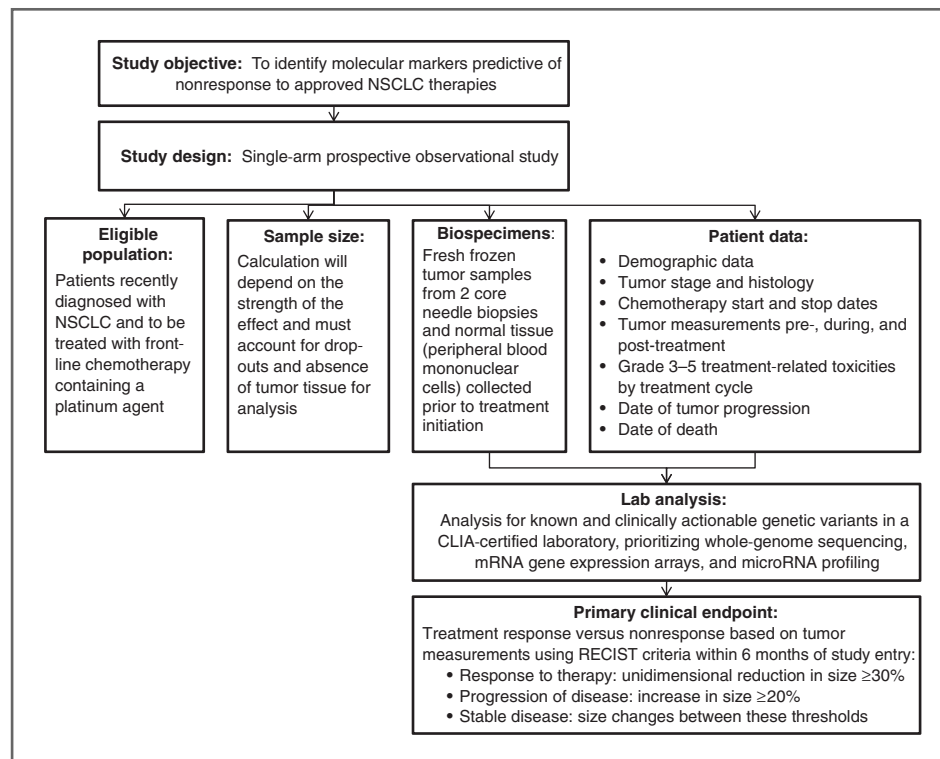 Study objective: To identify molecular markers predictive of
nonresponse to approved NSCLC therapies
Study design: Single-arm prospective observational study
Eligible
population:
Patients recently
diagnosed with
NSCLC and to be
treated with front-
line chemotherapy
containing a
platinum agent
Sample size:
Calculation will
depend on the
strength of the
effect and must
account for drop-
outs and absence
of tumor tissue for
analysis
Biospecimens:
Fresh frozen
tumor samples
from 2 core
needle biopsies
and normal tissue
(peripheral blood
mononuclear
cells) collected
prior to treatment
initiation
Patient data:
• Demographic data
• Tumor stage and histology
• Chemotherapy start and stop dates
• Tumor measurements pre-, during, and
post-treatment
• Grade 3–5 treatment-related toxicities
by treatment cycle
• Date of tumor progression
• Date of death
Lab analysis:
Analysis for known and clinically actionable genetic variants in a
CLIA-certified laboratory, prioritizing whole-genome sequencing,
mRNA gene expression arrays, and microRNA profiling
Primary clinical endpoint:
Treatment response versus nonresponse based on tumor
measurements using RECIST criteria within 6 months of study entry:
• Response to therapy: unidimensional reduction in size ≥30%
• Progression of disease: increase in size ≥20%
• Stable disease: size changes between these thresholds